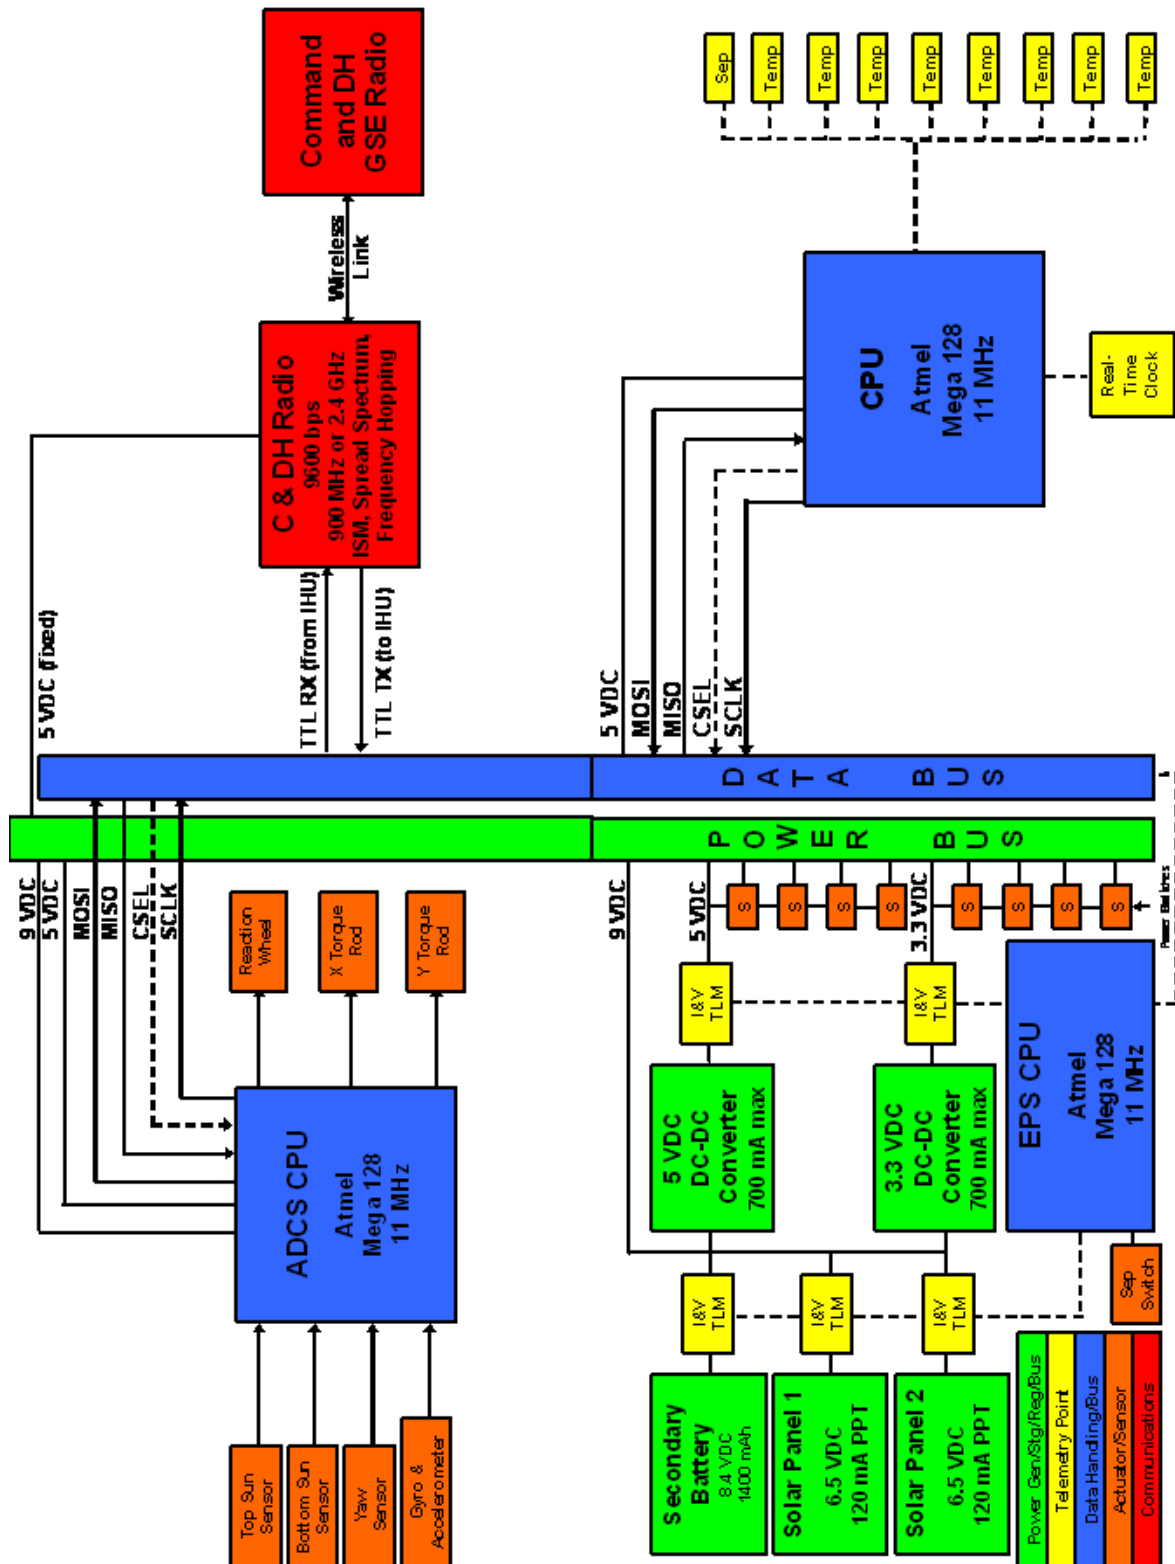 Top Sun
Sensor
Bottom Sun
Sensor
Yaw
Sensor
Gyro &
Accelerometer
ADCS CPU
Atmel
Mega 128
11 MHz
Reaction
Wheel
X Torque
Rod
Y Torque
Rod
9 VDC
5 VDC
MOSI
MISO
CSEL
SCLK
5 VDC (fixed)
TTL RX (from IHU)
TTL TX (to IHU)
C & DH Radio
9600 bps
900 MHz or 2.4 GHz
ISM, Spread Spectrum,
Frequency Hopping
Wireless
Link
Command
and DH
GSE Radio
Secondary
Battery
8.4 VDC
1400 mAh
Solar Panel 1
6.5 VDC
120 mA PPT
Solar Panel 2
6.5 VDC
120 mA PPT
I&V
TLM
I&V
TLM
I&V
TLM
5 VDC
DC-DC
Converter
700 mA max
3.3 VDC
DC-DC
Converter
700 mA max
I&V
TLM
I&V
TLM
9 VDC
5 VDC
3.3 VDC
S
S
S
S
S
S
S
S
POWER BUS
DATA BUS
Sep
Switch
EPS CPU
Atmel
Mega 128
11 MHz
5 VDC
MOSI
MISO
CSEL
SCLK
CPU
Atmel
Mega 128
11 MHz
Real-
Time
Clock
Sep
Temp
Temp
Temp
Temp
Temp
Temp
Temp
Temp
Power Gen/Stg/Reg/Bus
Telemetry Point
Data Handling/Bus
Actuator/Sensor
Communications